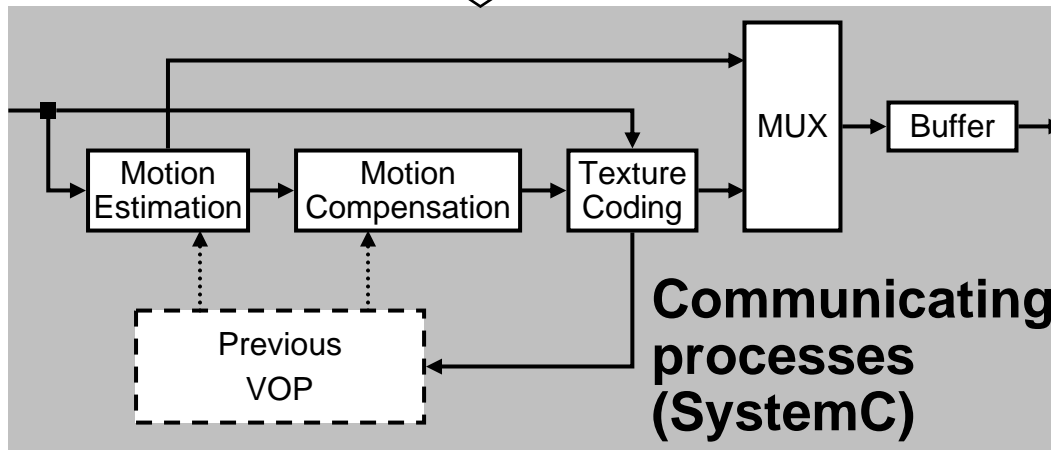 MUX
Buffer
Motion
Estimation
Motion
Compensation
Texture
Coding
Previous
VOP
Communicating
processes
(SystemC)